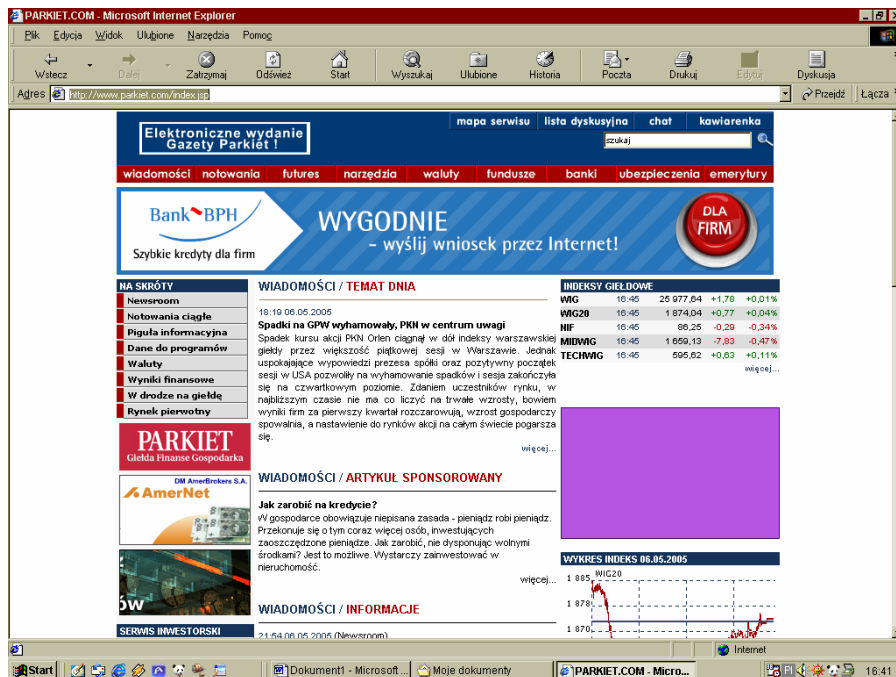 PARKIET.COM - Microsoft Internet Explorer
Plik Edycja Widok Ulubione Narzędzia Pomoc
Wstecz Dalej Zatrzymaj Odśwież Start Wyszukaj Ulubione Historia Poczta Drukuj Edytuj Dyskusja
Adres http://www.parkiet.com/index.jsp Przejdź Łącza
mapa serwisu lista dyskusyjna chat kawiarenka
Elektroniczne wydanie
Gazety Parkiet !
szukaj
wiadomości notowania futures narzędzia waluty fundusze banki ubezpieczenia emerytury
Bank BPH
Szybkie kredyty dla firm
WYGODNIE
- wyślij wniosek przez Internet!
DLA
FIRM
NA SKRÓTY
Newsroom
Notowania ciągłe
Piguła informacyjna
Dane do programów
Waluty
Wyniki finansowe
W drodze na giełdę
Rynek pierwotny
PARKIET
Giełda Finanse Gospodarka
DM AmerBrokers S.A.
AmerNet
ÓW
SERWIS INWESTORSKI
WIADOMOŚCI / TEMAT DNIA
18:19 06.05.2005
Spadki na GPW wyhamowały, PKN w centrum uwagi
Spadek kursu akcji PKN Orlen ciągnął w dół indeksy warszawskiej
giełdy przez większość piątkowej sesji w Warszawie. Jednak
uspokajające wypowiedzi prezesa spółki oraz pozytywny początek
sesji w USA pozwoliły na wyhamowanie spadków i sesja zakończyła
się na czwartkowym poziomie. Zdaniem uczestników rynku, w
najbliższym czasie nie ma co liczyć na trwałe wzrosty, bowiem
wyniki firm za pierwszy kwartał rozczarowują, wzrost gospodarczy
spowalnia, a nastawienie do rynków akcji na całym świecie pogarsza
się.
więcej...
WIADOMOŚCI / ARTYKUŁ SPONSOROWANY
Jak zarobić na kredycie?
W gospodarce obowiązuje niepisana zasada - pieniądz robi pieniądz.
Przekonuje się o tym coraz więcej osób, inwestujących
zaoszczędzone pieniądze. Jak zarobić, nie dysponując wolnymi
środkami? Jest to możliwe. Wystarczy zainwestować w
nieruchomość.
więcej...
WIADOMOŚCI / INFORMACJE
21:54 06.05.2005 (Newsroom)
INDEKSY GIEŁDOWE
WIG 16:45 25 977,64 +1,78 +0,01%
WIG20 16:45 1 874,04 +0,77 +0,04%
NIF 16:45 86,25 -0,29 -0,34%
MIDWIG 16:45 1 659,13 -7,83 -0,47%
TECHWIG 16:45 595,62 +0,63 +0,11%
więcej...
WYKRES INDEKS 06.05.2005
WIG20
1 885
1 878
1 870
Internet
Start Dokument1 - Microsoft ... Moje dokumenty PARKIET.COM - Micro... Pl 16:41